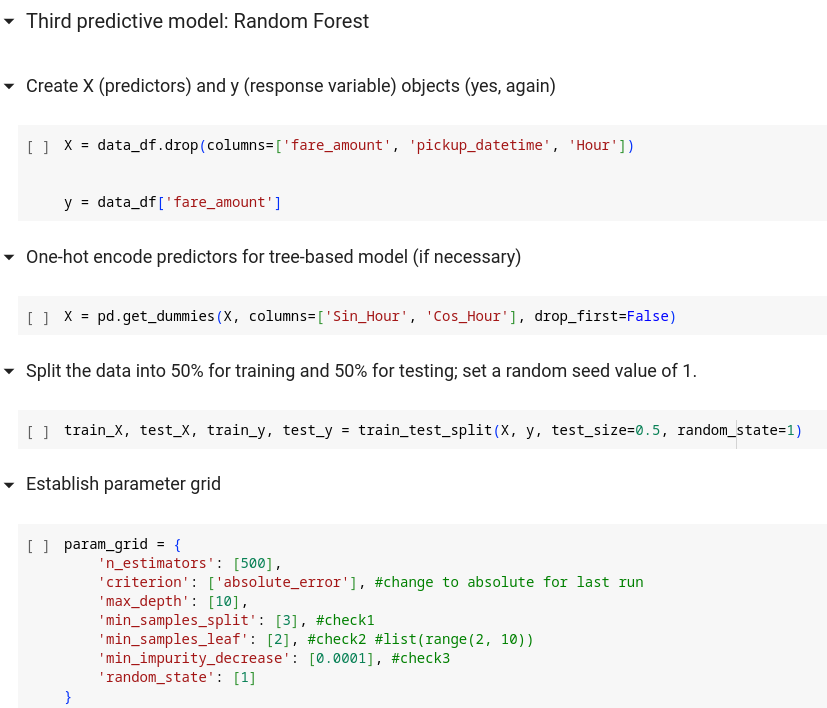 Third predictive model: Random Forest
Create X (predictors) and y (response variable) objects (yes, again)
[ ] X = data_df.drop(columns=['fare_amount', 'pickup_datetime', 'Hour'])
y = data_df['fare_amount']
One-hot encode predictors for tree-based model (if necessary)
[ ] X = pd.get_dummies(X, columns=['Sin_Hour', 'Cos_Hour'], drop_first=False)
Split the data into 50% for training and 50% for testing; set a random seed value of 1.
[ ] train_X, test_X, train_y, test_y = train_test_split(X, y, test_size=0.5, random_state=1)
Establish parameter grid
[ ] param_grid = {
'n_estimators': [500],
'criterion': ['absolute_error'], #change to absolute for last run
'max_depth': [10],
'min_samples_split': [3], #check1
'min_samples_leaf': [2], #check2 #list(range(2, 10))
'min_impurity_decrease': [0.0001], #check3
'random_state': [1]
}